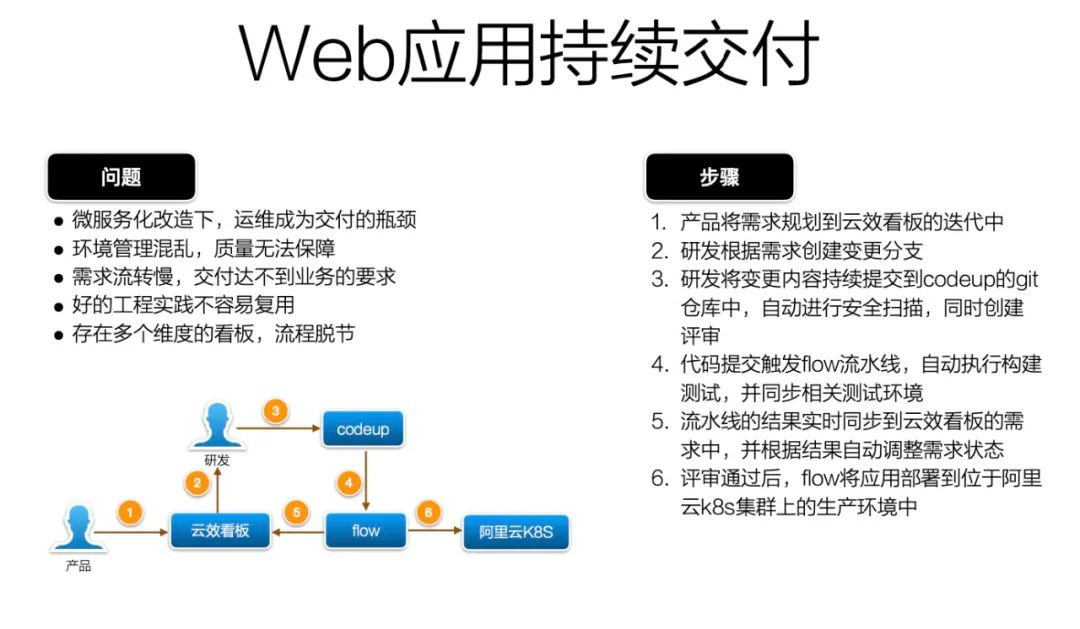 Web应用持续交付
问题
● 微服务化改造下，运维成为交付的瓶颈
● 环境管理混乱，质量无法保障
● 需求流转慢，交付达不到业务的要求
● 好的工程实践不容易复用
● 存在多个维度的看板，流程脱节
3
codeup
研发
2
4
1
5
6
云效看板
flow
阿里云K8S
产品
步骤
1. 产品将需求规划到云效看板的迭代中
2. 研发根据需求创建变更分支
3. 研发将变更内容持续提交到codeup的git
仓库中，自动进行安全扫描，同时创建
评审
4. 代码提交触发flow流水线，自动执行构建
测试，并同步相关测试环境
5. 流水线的结果实时同步到云效看板的需
求中，并根据结果自动调整需求状态
6. 评审通过后，flow将应用部署到位于阿里
云k8s集群上的生产环境中